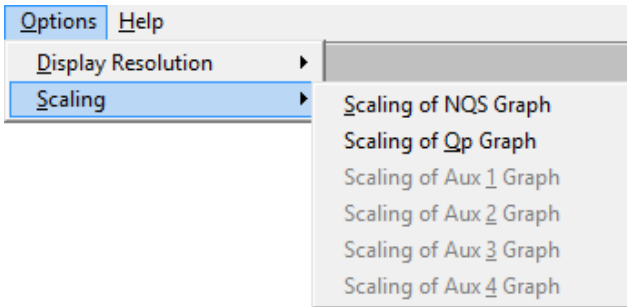 Options Help
Display Resolution
Scaling
Scaling of NQS Graph
Scaling of Qp Graph
Scaling of Aux 1 Graph
Scaling of Aux 2 Graph
Scaling of Aux 3 Graph
Scaling of Aux 4 Graph